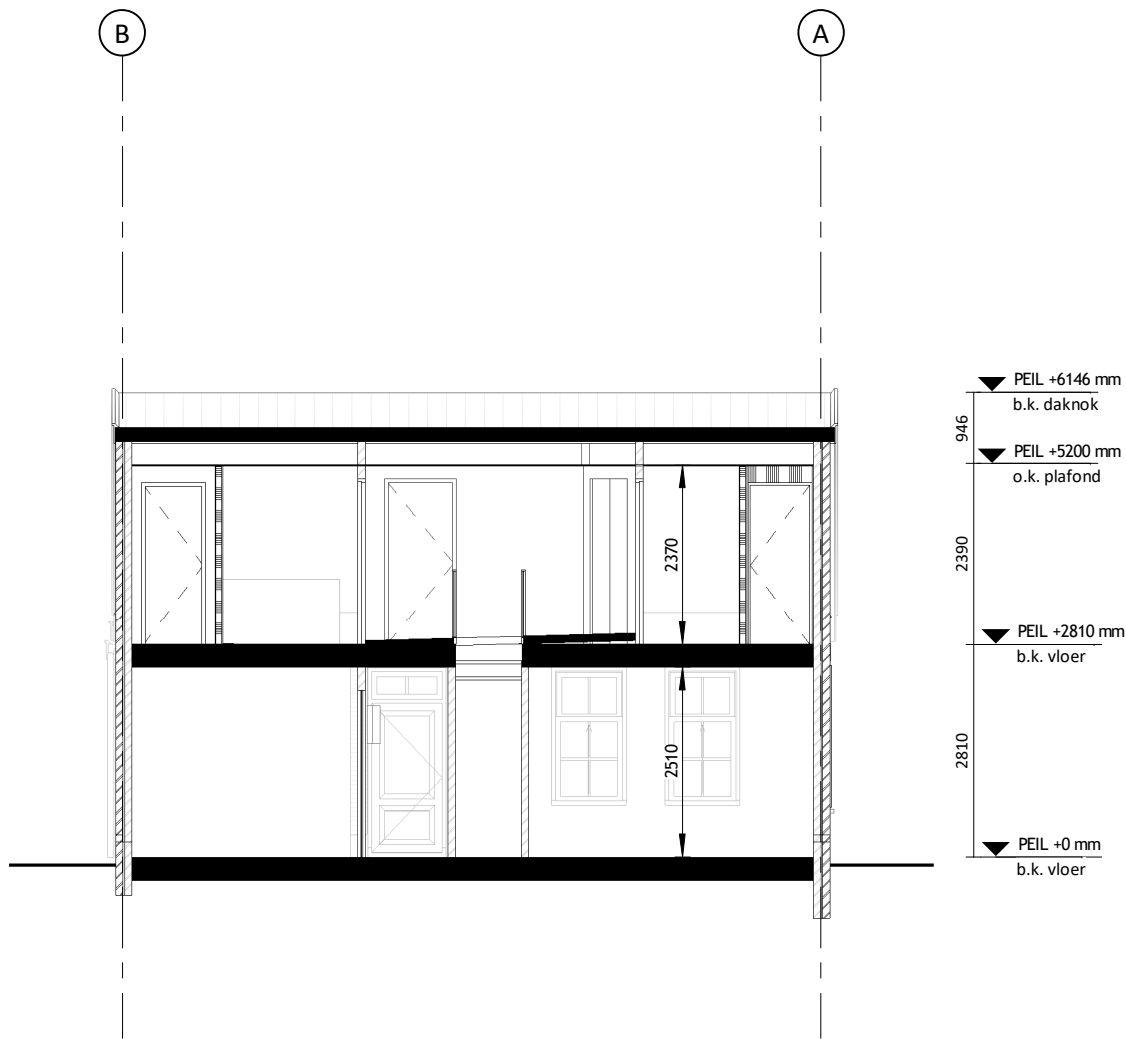 B
A
PEIL +6146 mm
b.k. daknok
946
PEIL +5200 mm
o.k. plafond
2370
2390
PEIL +2810 mm
b.k. vloer
2510
2810
PEIL +0 mm
b.k. vloer